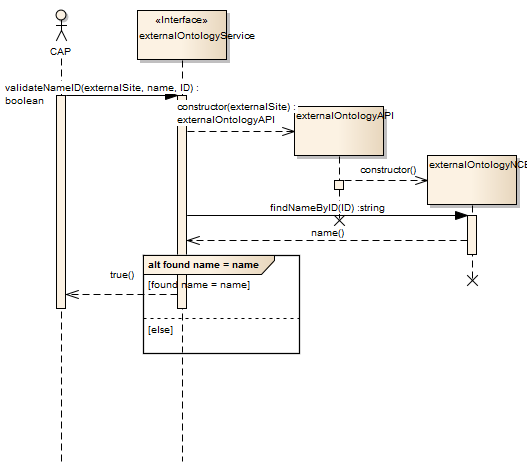 «Interface»
externalOntologyService
CAP
validateNameID(externalSite, name, ID) :
boolean
constructor(externalSite) :
externalOntologyAPI
externalOntologyAPI
constructor()
externalOntologyNCB
findNameByID(ID) :string
name()
alt found name = name
true()
[found name = name]
[else]